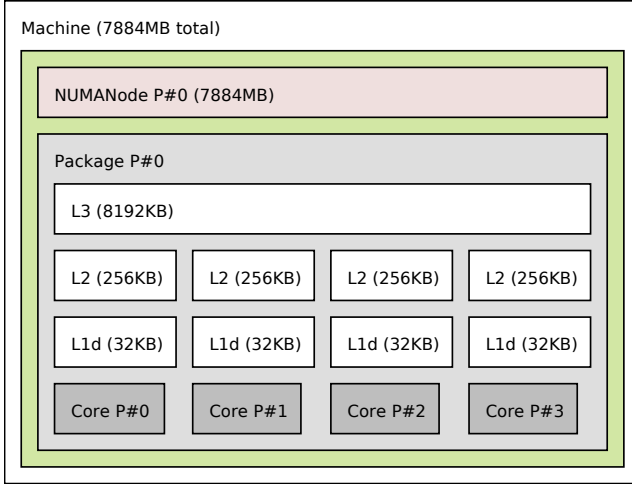 Machine (7884MB total)
NUMANode P#0 (7884MB)
Package P#0
L3 (8192KB)
L2 (256KB) L2 (256KB) L2 (256KB) L2 (256KB)
L1d (32KB) L1d (32KB) L1d (32KB) L1d (32KB)
Core P#0 Core P#1 Core P#2 Core P#3